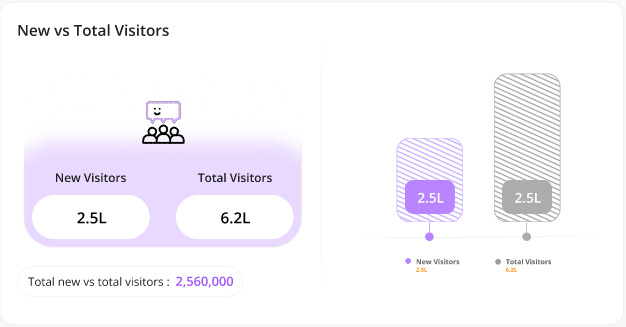 New vs Total Visitors
New Visitors
Total Visitors
2.5L
6.2L
Total new vs total visitors : 2,560,000
2.5L
2.5L
New Visitors
2.5L
Total Visitors
6.2L